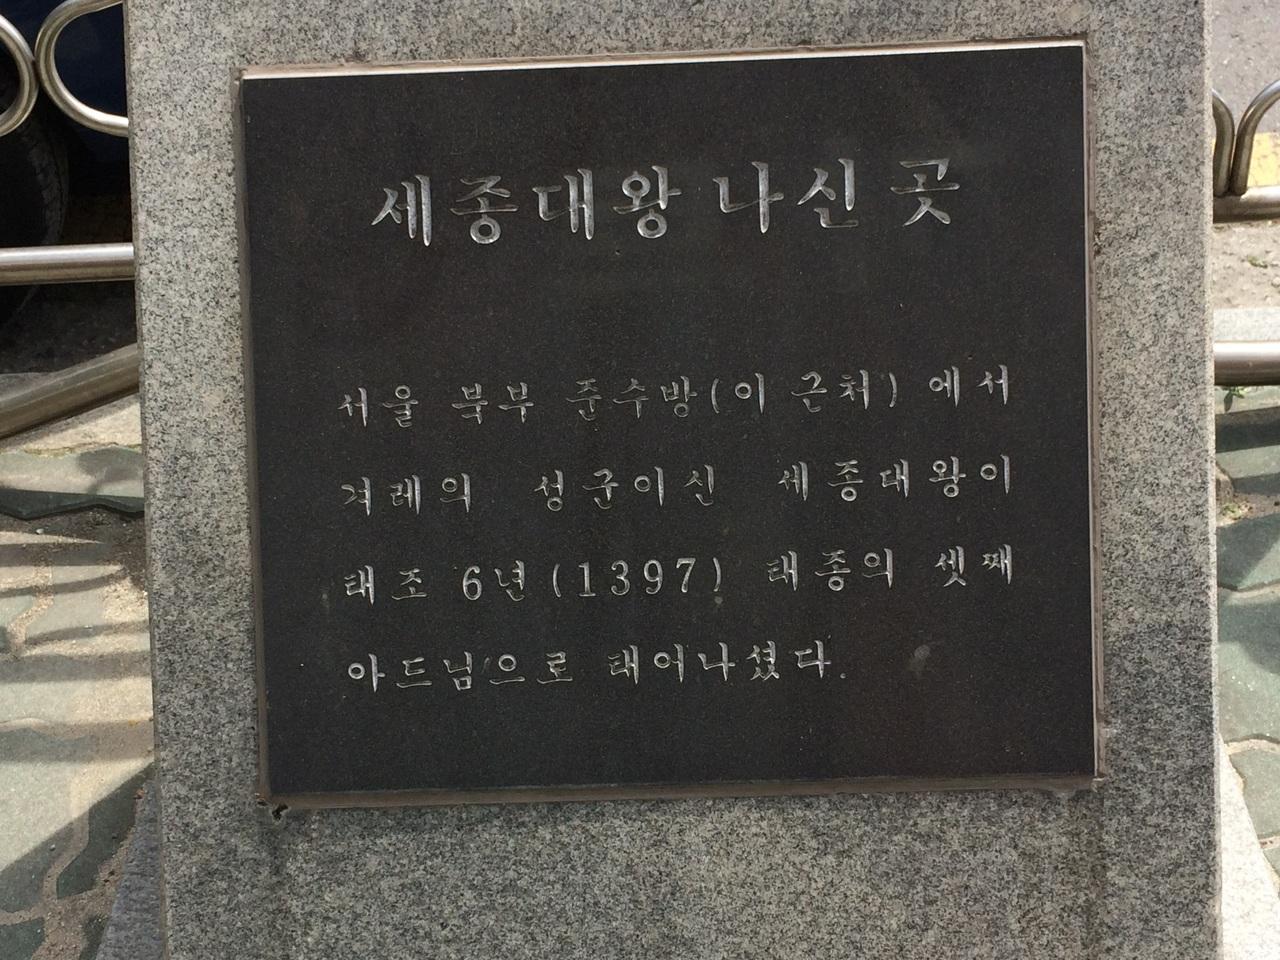 세종대왕 나신 곳
서울 북부 준수방(이 근처)에서
겨레의 성군이신 세종대왕이
태조 6년(1397) 태종의 셋째
아드님으로 태어나셨다.